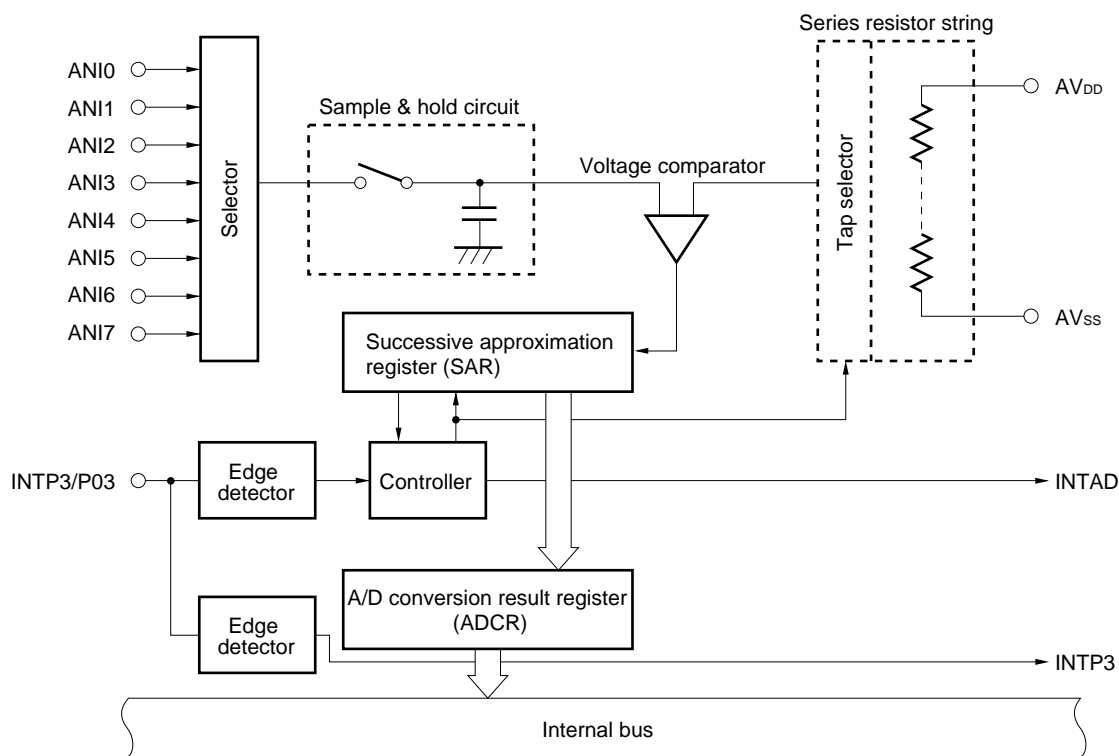 Series resistor string
ANI0
ANI1
ANI2
ANI3
ANI4
ANI5
ANI6
ANI7
Selector
Sample & hold circuit
Voltage comparator
Tap selector
AVDD
AVSS
Successive approximation
register (SAR)
INTP3/P03
Edge
detector
Controller
INTAD
A/D conversion result register
(ADCR)
Edge
detector
INTP3
Internal bus